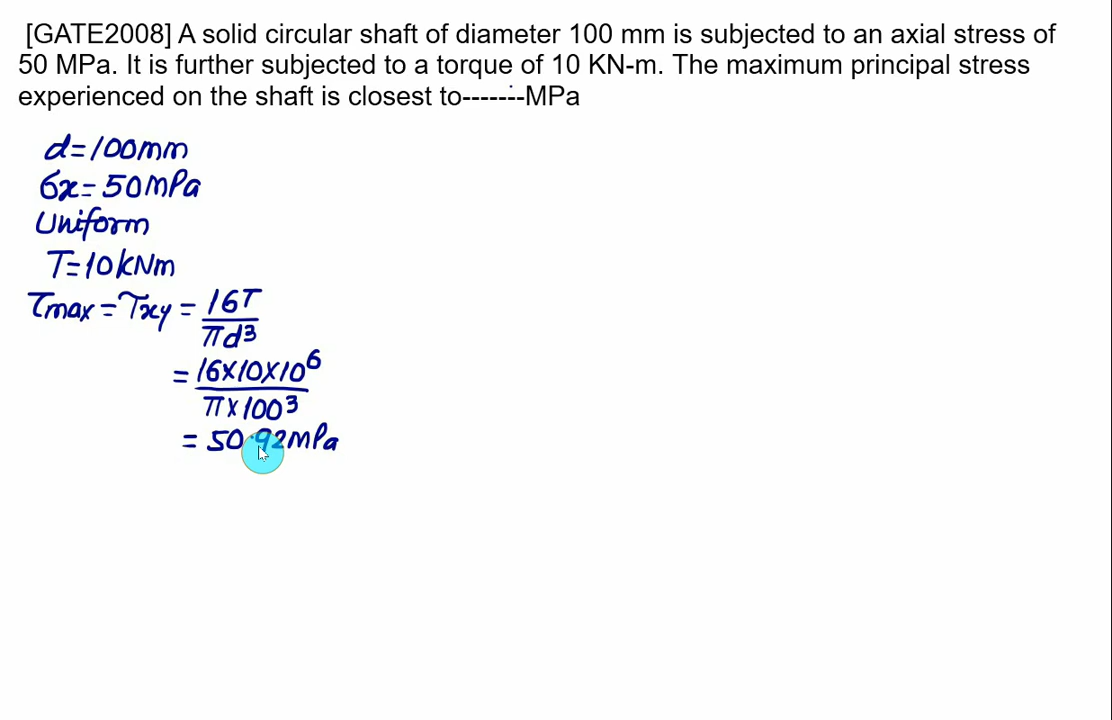 [GATE2008] A solid circular shaft of diameter 100 mm is subjected to an axial stress of
50 MPa. It is further subjected to a torque of 10 KN-m. The maximum principal stress
experienced on the shaft is closest to-------MPa
d=100mm
σx=50MPa
Uniform
T=10kNm
τmax=τxy=16T/πd³
=16×10×10⁶/π×100³
=50.92MPa